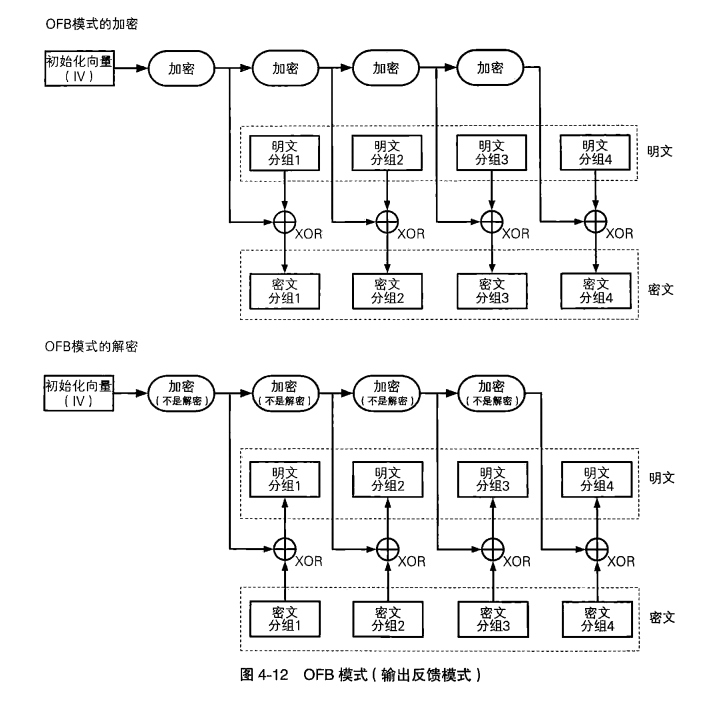 OFB模式的加密
初始化向量
(IV)
加密
加密
加密
加密
明文
分组1
明文
分组2
明文
分组3
明文
分组4
明文
XOR
XOR
XOR
XOR
密文
分组1
密文
分组2
密文
分组3
密文
分组4
密文
OFB模式的解密
初始化向量
(IV)
加密
(不是解密)
加密
(不是解密)
加密
(不是解密)
加密
(不是解密)
明文
分组1
明文
分组2
明文
分组3
明文
分组4
明文
XOR
XOR
XOR
XOR
密文
分组1
密文
分组2
密文
分组3
密文
分组4
密文
图 4-12 OFB 模式(输出反馈模式)